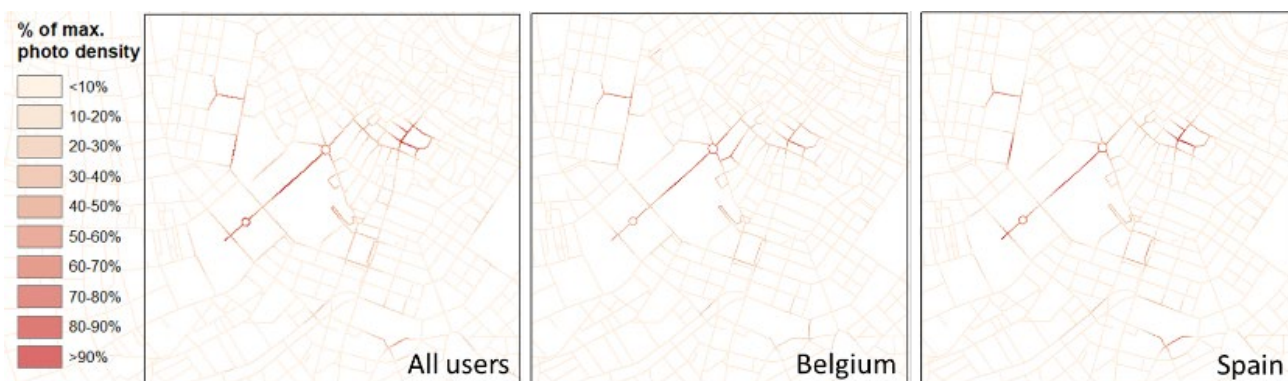 % of max.
photo density
<10%
10-20%
20-30%
30-40%
40-50%
50-60%
60-70%
70-80%
80-90%
>90%
All users
Belgium
Spain